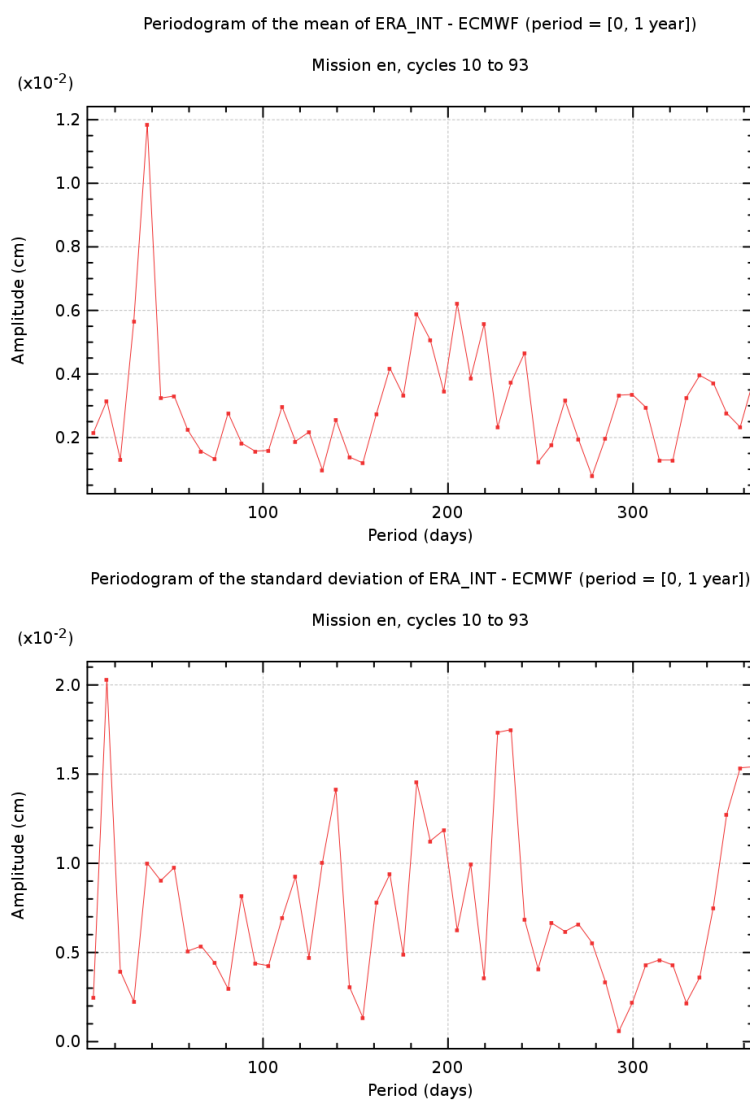 Periodogram of the mean of ERA_INT - ECMWF (period = [0, 1 year])
Mission en, cycles 10 to 93
(x10-2)
1.2
1.0
0.8
0.6
0.4
0.2
Amplitude (cm)
100 200 300
Period (days)
Periodogram of the standard deviation of ERA_INT - ECMWF (period = [0, 1 year])
Mission en, cycles 10 to 93
(x10-2)
2.0
1.5
1.0
0.5
0.0
Amplitude (cm)
100 200 300
Period (days)